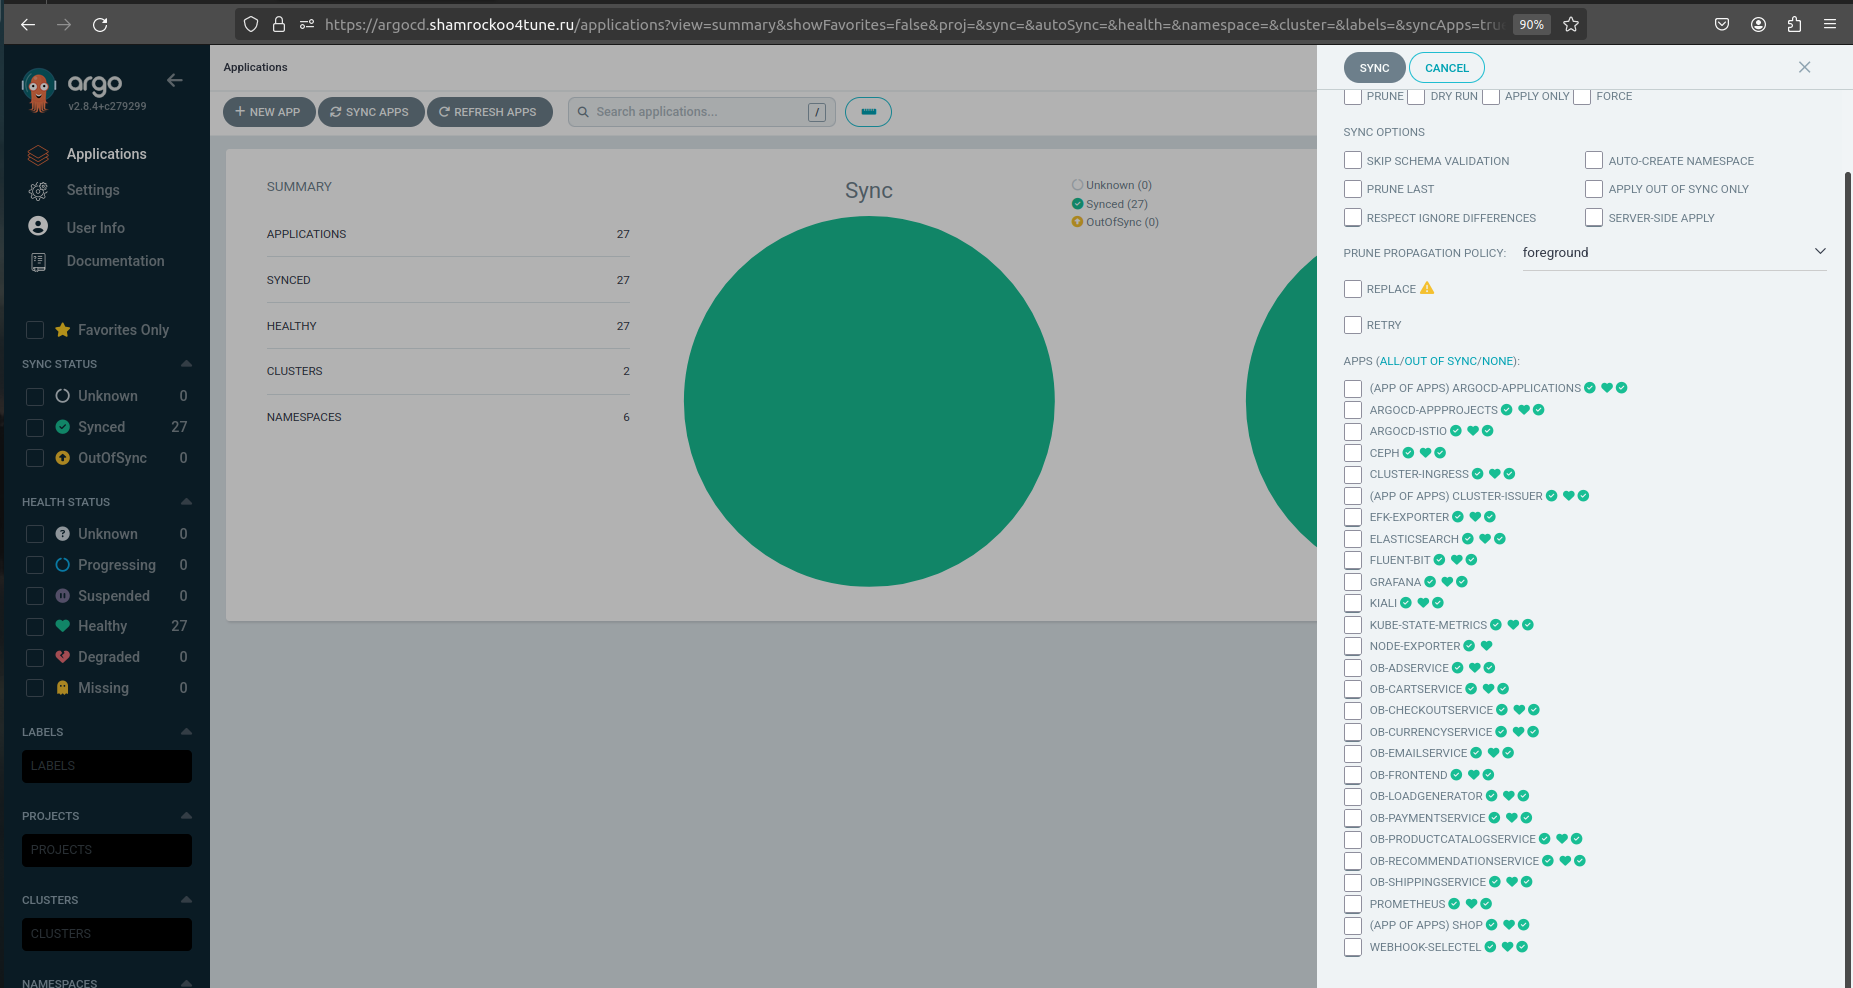 https://argocd.shamrockoo4tune.ru/applications?view=summary&showFavorites=false&proj=&sync=&autoSync=&health=&namespace=&cluster=&labels=&syncApps=tru
90%
argo
v2.8.4+c279299
Applications
Settings
User Info
Documentation
Favorites Only
SYNC STATUS
Unknown 0
Synced 27
OutOfSync 0
HEALTH STATUS
Unknown 0
Progressing 0
Suspended 0
Healthy 27
Degraded 0
Missing 0
LABELS
LABELS
PROJECTS
PROJECTS
CLUSTERS
CLUSTERS
NAMESPACES
Applications
+ NEW APP
SYNC APPS
REFRESH APPS
Search applications...
/
SUMMARY
APPLICATIONS 27
SYNCED 27
HEALTHY 27
CLUSTERS 2
NAMESPACES 6
Sync
Unknown (0)
Synced (27)
OutOfSync (0)
SYNC
CANCEL
PRUNE DRY RUN APPLY ONLY FORCE
SYNC OPTIONS
SKIP SCHEMA VALIDATION AUTO-CREATE NAMESPACE
PRUNE LAST APPLY OUT OF SYNC ONLY
RESPECT IGNORE DIFFERENCES SERVER-SIDE APPLY
PRUNE PROPAGATION POLICY: foreground
REPLACE
RETRY
APPS (ALL/OUT OF SYNC/NONE):
(APP OF APPS) ARGOCD-APPLICATIONS
ARGOCD-APPPROJECTS
ARGOCD-ISTIO
CEPH
CLUSTER-INGRESS
(APP OF APPS) CLUSTER-ISSUER
EFK-EXPORTER
ELASTICSEARCH
FLUENT-BIT
GRAFANA
KIALI
KUBE-STATE-METRICS
NODE-EXPORTER
OB-ADSERVICE
OB-CARTSERVICE
OB-CHECKOUTSERVICE
OB-CURRENCYSERVICE
OB-EMAILSERVICE
OB-FRONTEND
OB-LOADGENERATOR
OB-PAYMENTSERVICE
OB-PRODUCTCATALOGSERVICE
OB-RECOMMENDATIONSERVICE
OB-SHIPPINGSERVICE
PROMETHEUS
(APP OF APPS) SHOP
WEBHOOK-SELECTEL